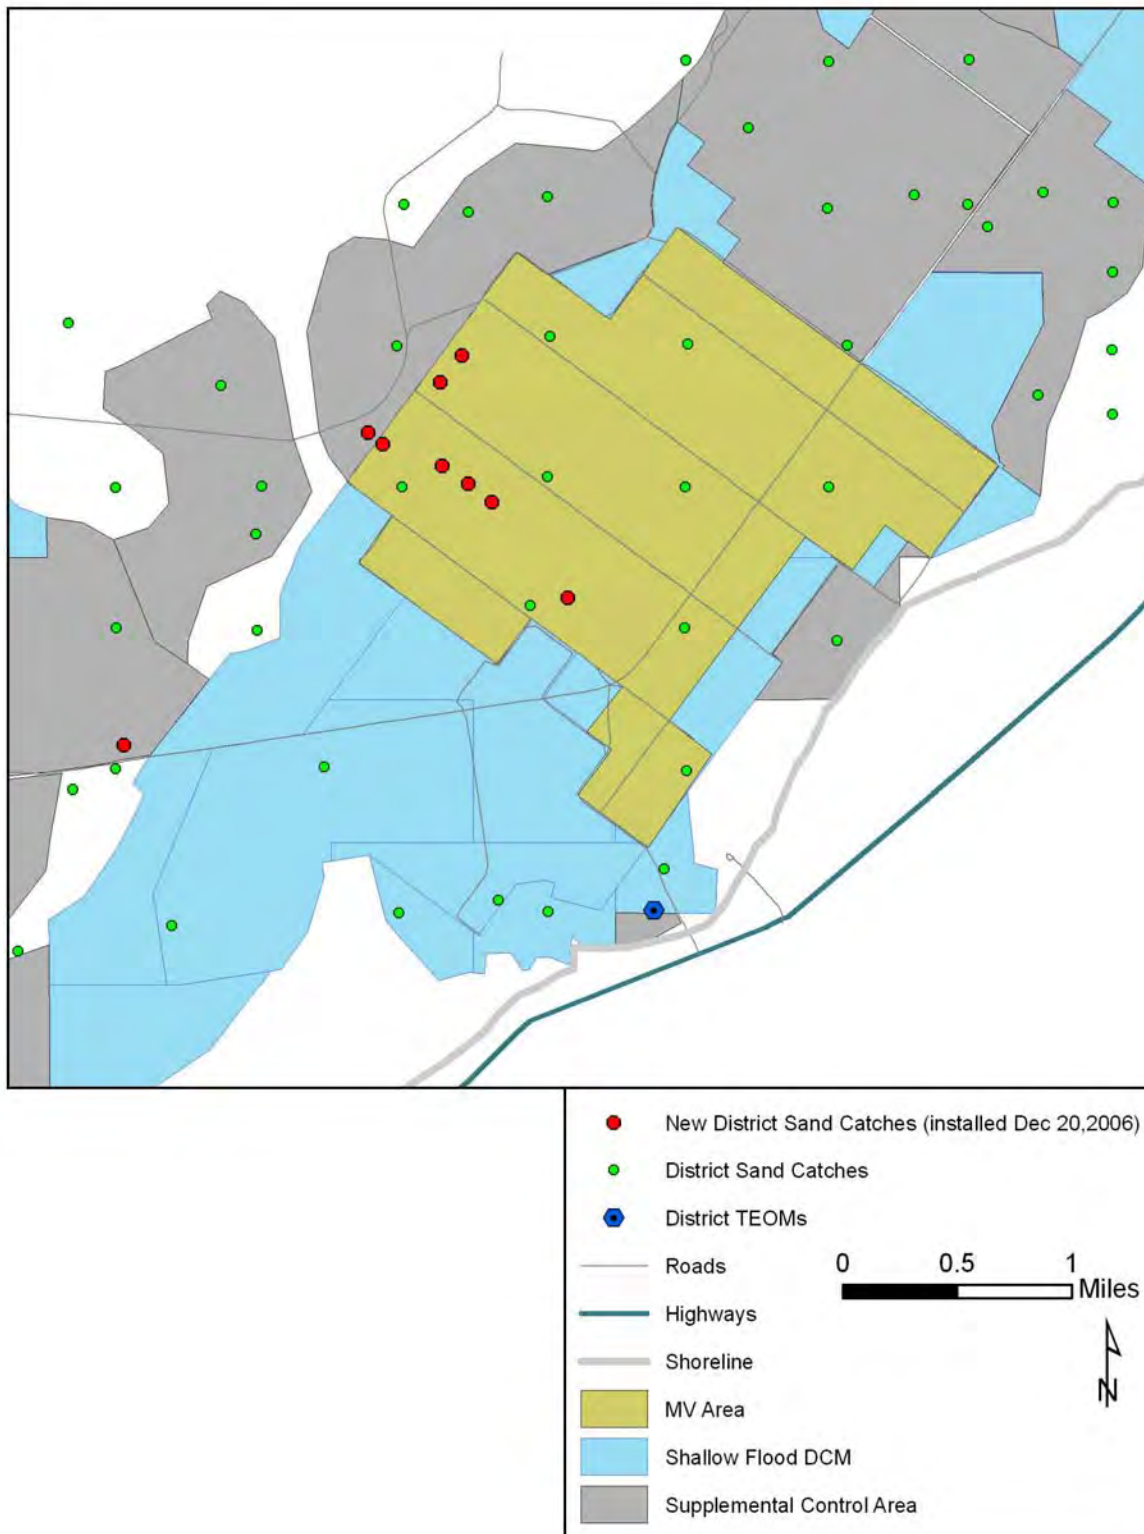 New District Sand Catches (installed Dec 20,2006)
District Sand Catches
District TEOMs
Roads
0 0.5 1
Miles
Highways
Shoreline
N
MV Area
Shallow Flood DCM
Supplemental Control Area